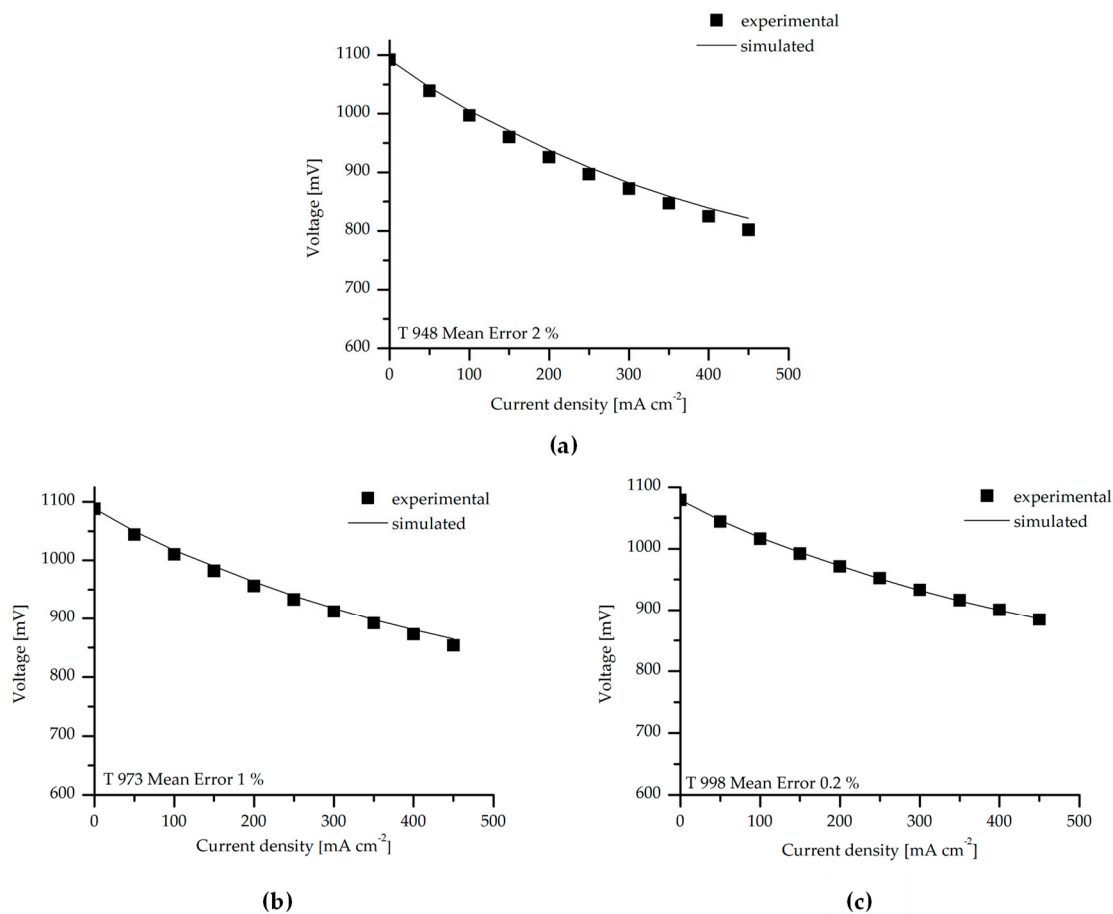 experimental
simulated
1100
1000
900
800
700
600
Voltage [mV]
T 948 Mean Error 2 %
0 100 200 300 400 500
Current density [mA cm-2]
(a)
experimental
simulated
1100
1000
900
800
700
600
Voltage [mV]
T 973 Mean Error 1 %
0 100 200 300 400 500
Current density [mA cm-2]
(b)
experimental
simulated
1100
1000
900
800
700
600
Voltage [mV]
T 998 Mean Error 0.2 %
0 100 200 300 400 500
Current density [mA cm-2]
(c)